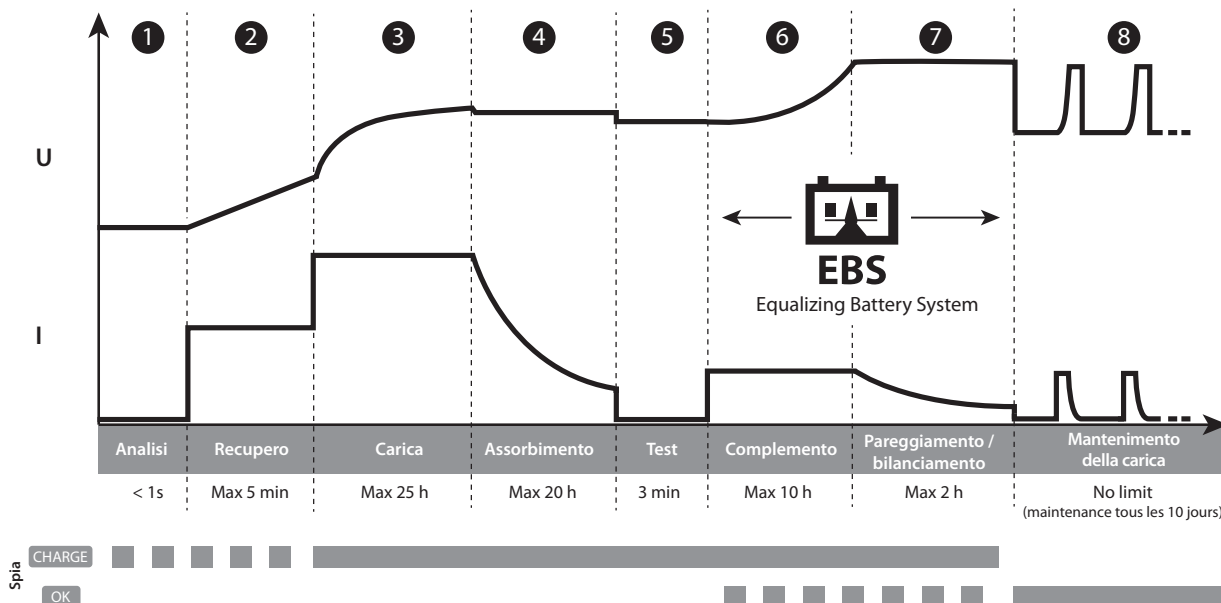 1 2 3 4 5 6 7 8
U
EBS
Equalizing Battery System
I
Analisi Recupero Carica Assorbimento Test Complemento Pareggiamento / bilanciamento Mantenimento della carica
< 1s Max 5 min Max 25 h Max 20 h 3 min Max 10 h Max 2 h No limit
(maintenance tous les 10 jours)
Spia
CHARGE
OK